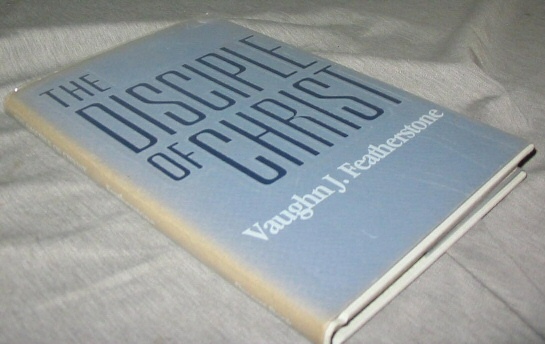 THE
DISCIPLE
OF CHRIST
Vaughn J. Featherstone